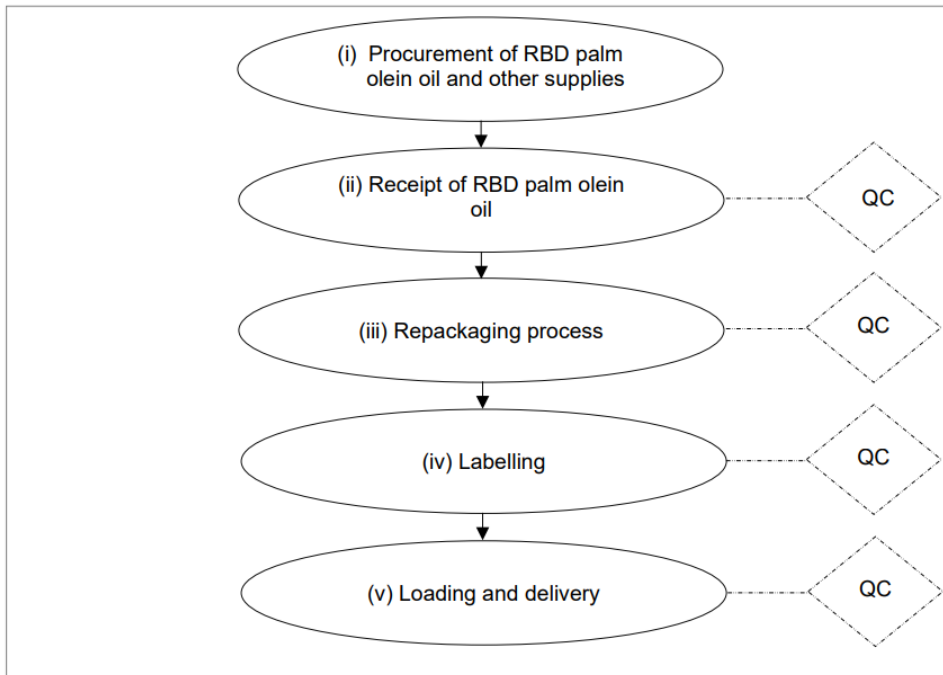 (i) Procurement of RBD palm
olein oil and other supplies
(ii) Receipt of RBD palm olein
oil
QC
(iii) Repackaging process
QC
(iv) Labelling
QC
(v) Loading and delivery
QC